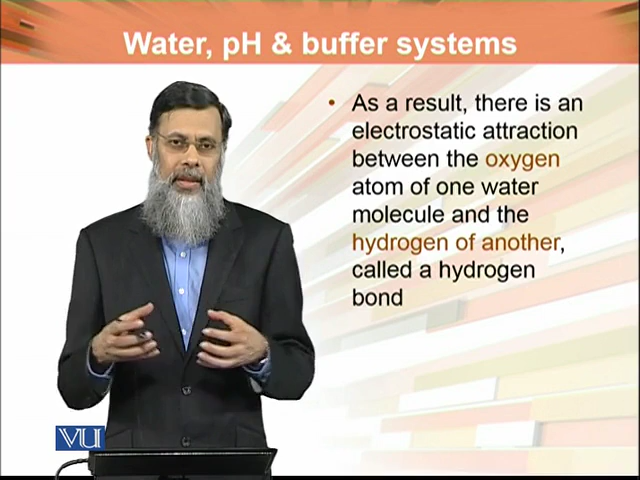 Water, pH & buffer systems
• As a result, there is an
electrostatic attraction
between the oxygen
atom of one water
molecule and the
hydrogen of another,
called a hydrogen
bond
VU